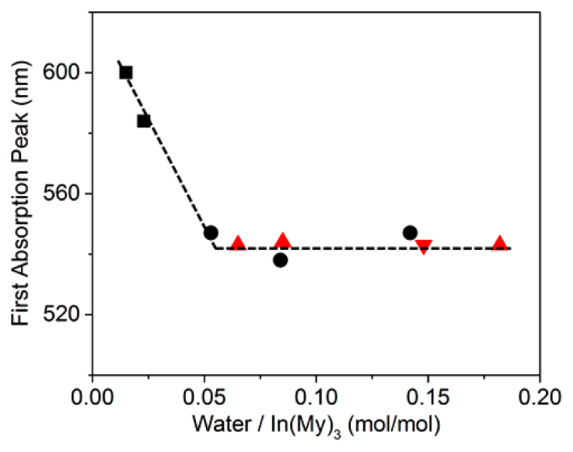 First Absorption Peak (nm)
600
560
520
0.00 0.05 0.10 0.15 0.20
Water / In(My)₃ (mol/mol)